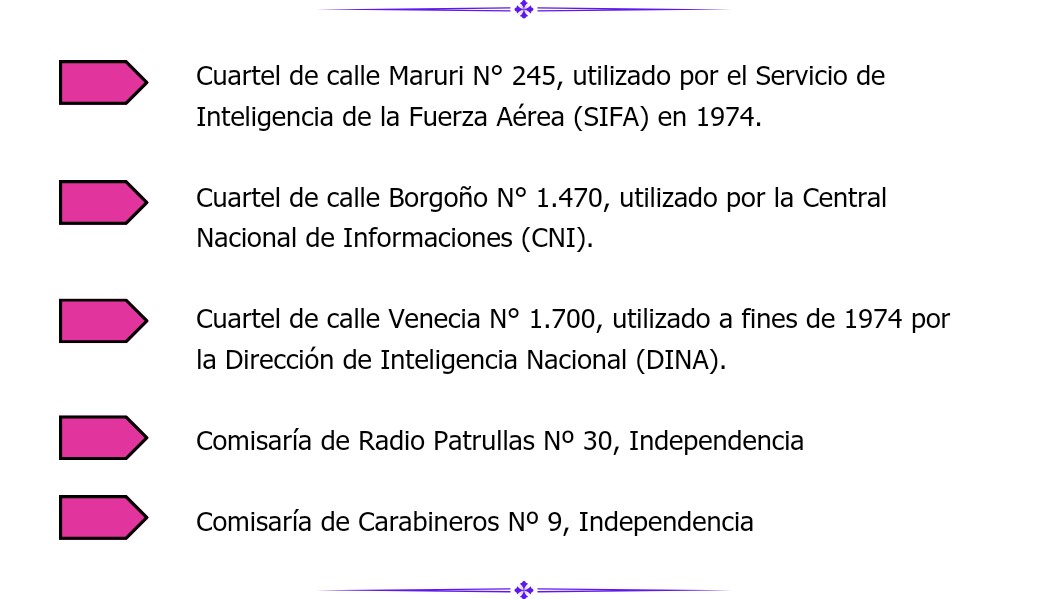 Cuartel de calle Maruri N° 245, utilizado por el Servicio de
Inteligencia de la Fuerza Aérea (SIFA) en 1974.
Cuartel de calle Borgoño N° 1.470, utilizado por la Central
Nacional de Informaciones (CNI).
Cuartel de calle Venecia N° 1.700, utilizado a fines de 1974 por
la Dirección de Inteligencia Nacional (DINA).
Comisaría de Radio Patrullas Nº 30, Independencia
Comisaría de Carabineros Nº 9, Independencia